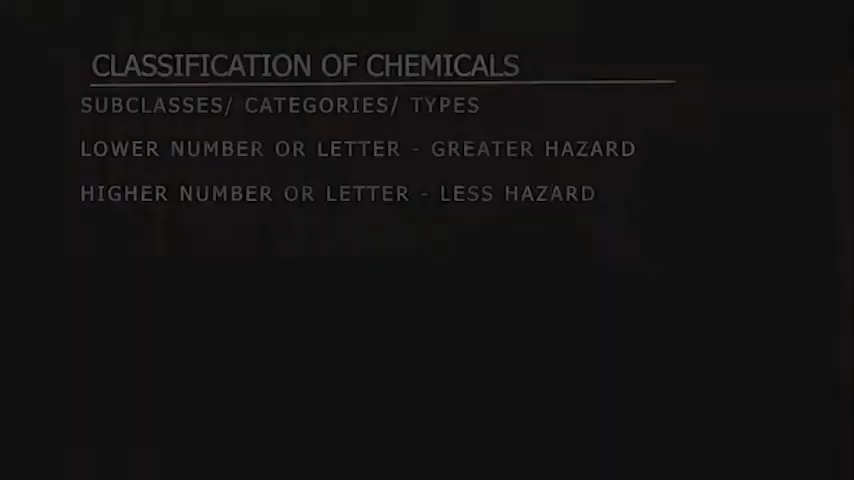 CLASSIFICATION OF CHEMICALS
SUBCLASSES/ CATEGORIES/ TYPES
LOWER NUMBER OR LETTER - GREATER HAZARD
HIGHER NUMBER OR LETTER - LESS HAZARD